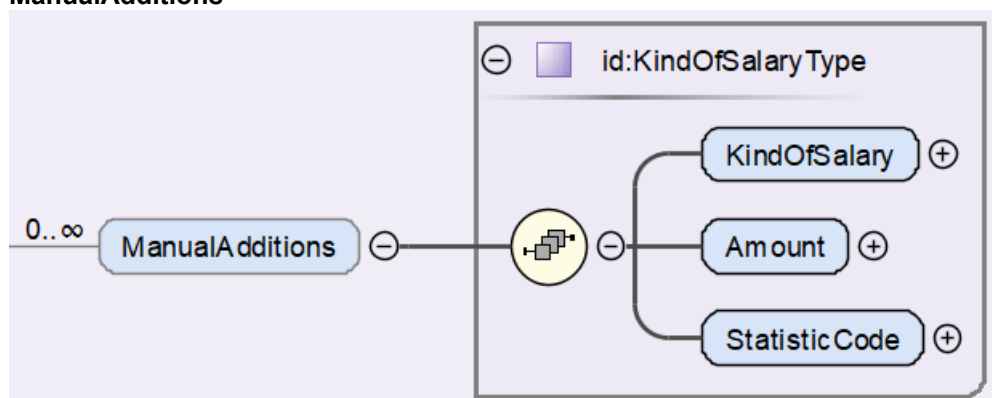 ManualAdditions
id:KindOfSalaryType
KindOfSalary
0..∞
ManualAdditions
Amount
StatisticCode